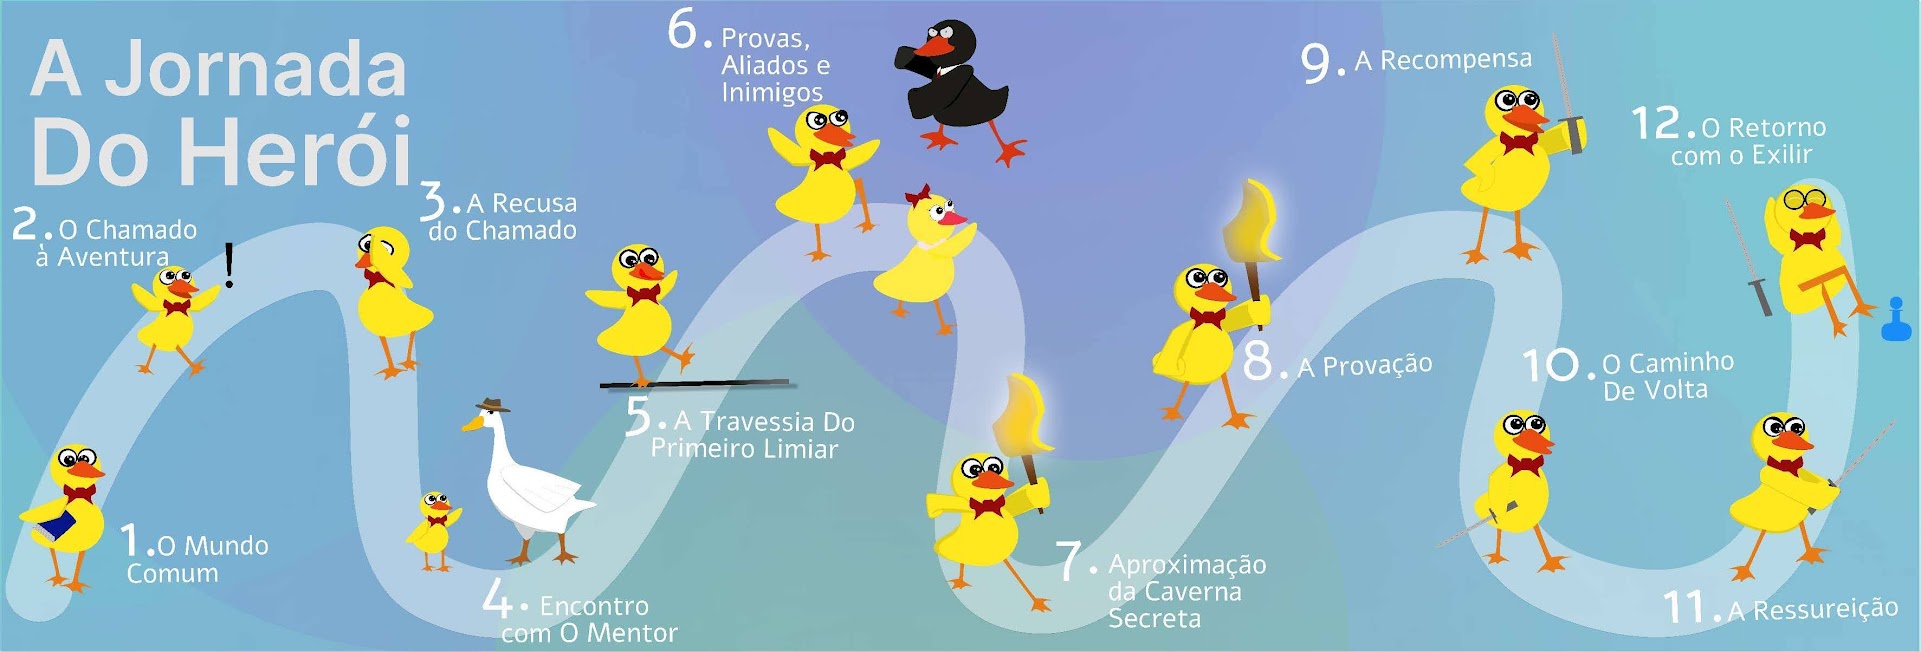 A Jornada
Do Herói
1.O Mundo
Comum
2.O Chamado
à Aventura
!
3.A Recusa
do Chamado
4. Encontro
com O Mentor
5.A Travessia Do
Primeiro Limiar
6. Provas,
Aliados e
Inimigos
7. Aproximação
da Caverna
Secreta
8. A Provação
9. A Recompensa
10. O Caminho
De Volta
11. A Ressureição
12.O Retorno
com o Exilir